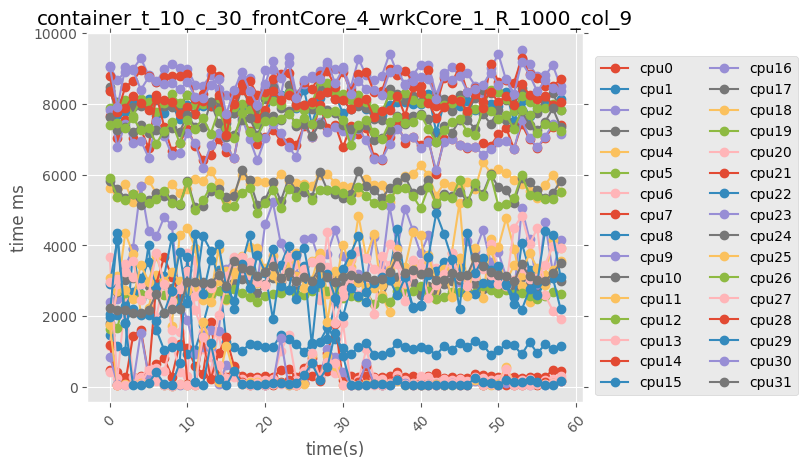 container_t_10_c_30_frontCore_4_wrkCore_1_R_1000_col_9
time ms
10000
8000
6000
4000
2000
0
0
10
20
30
40
50
60
time(s)
cpu0
cpu1
cpu2
cpu3
cpu4
cpu5
cpu6
cpu7
cpu8
cpu9
cpu10
cpu11
cpu12
cpu13
cpu14
cpu15
cpu16
cpu17
cpu18
cpu19
cpu20
cpu21
cpu22
cpu23
cpu24
cpu25
cpu26
cpu27
cpu28
cpu29
cpu30
cpu31